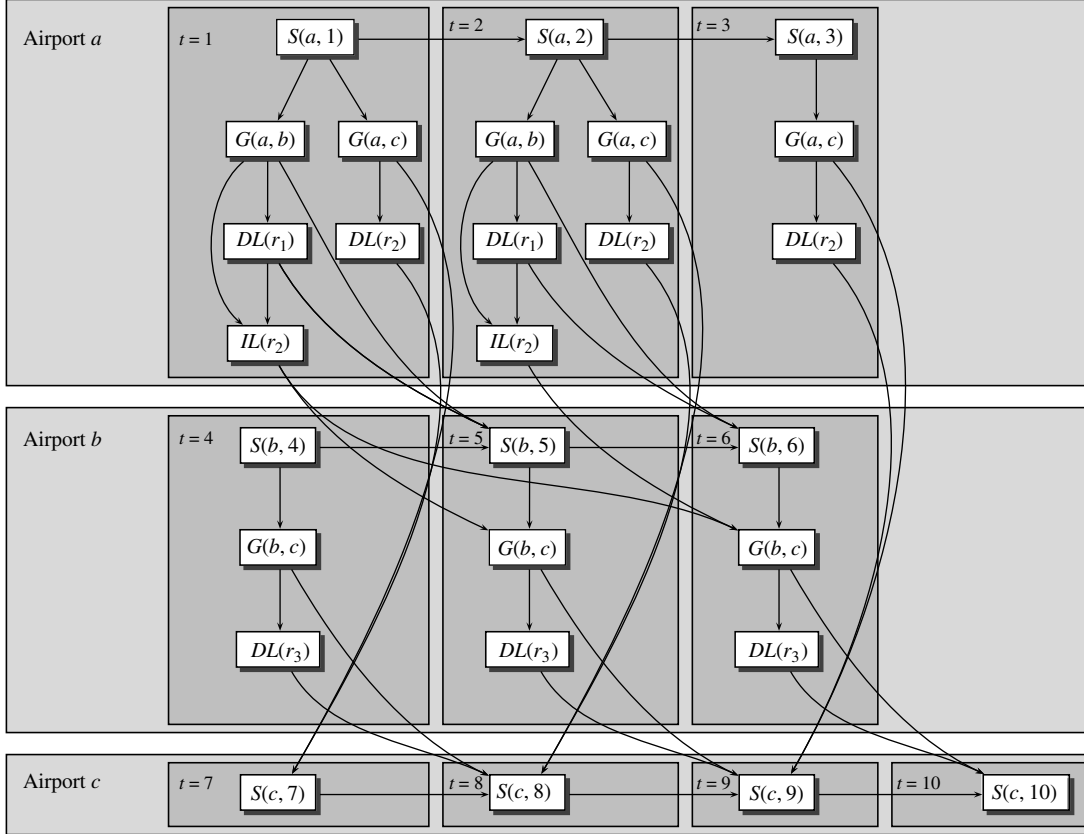 Airport a
t = 1
S(a, 1)
t = 2
S(a, 2)
t = 3
S(a, 3)
G(a, b)
G(a, c)
G(a, b)
G(a, c)
G(a, c)
DL(r₁)
DL(r₂)
DL(r₁)
DL(r₂)
DL(r₂)
IL(r₂)
IL(r₂)
Airport b
t = 4
S(b, 4)
t = 5
S(b, 5)
t = 6
S(b, 6)
G(b, c)
G(b, c)
G(b, c)
DL(r₃)
DL(r₃)
DL(r₃)
Airport c
t = 7
S(c, 7)
t = 8
S(c, 8)
t = 9
S(c, 9)
t = 10
S(c, 10)